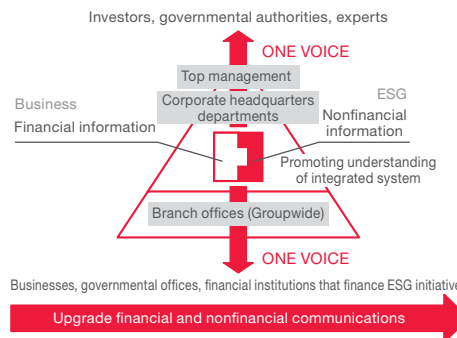 Investors, governmental authorities, experts
ONE VOICE
Top management
Business
ESG
Corporate headquarters
departments
Financial information
Nonfinancial
information
Promoting understanding
of integrated system
Branch offices (Groupwide)
ONE VOICE
Businesses, governmental offices, financial institutions that finance ESG initiative
Upgrade financial and nonfinancial communications